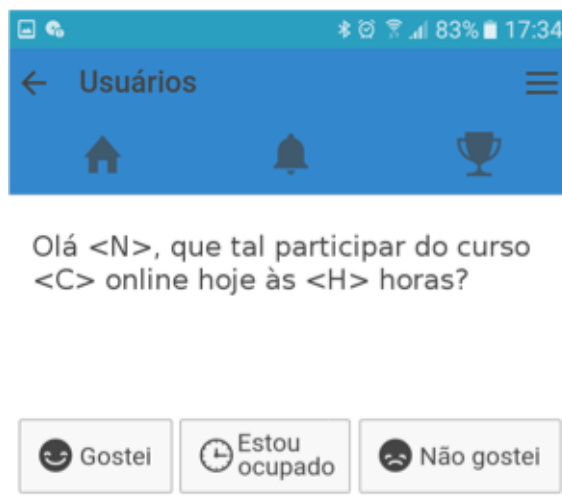 83% 17:34
Usuários
Olá <N>, que tal participar do curso
<C> online hoje às <H> horas?
Gostei
Estou
ocupado
Não gostei